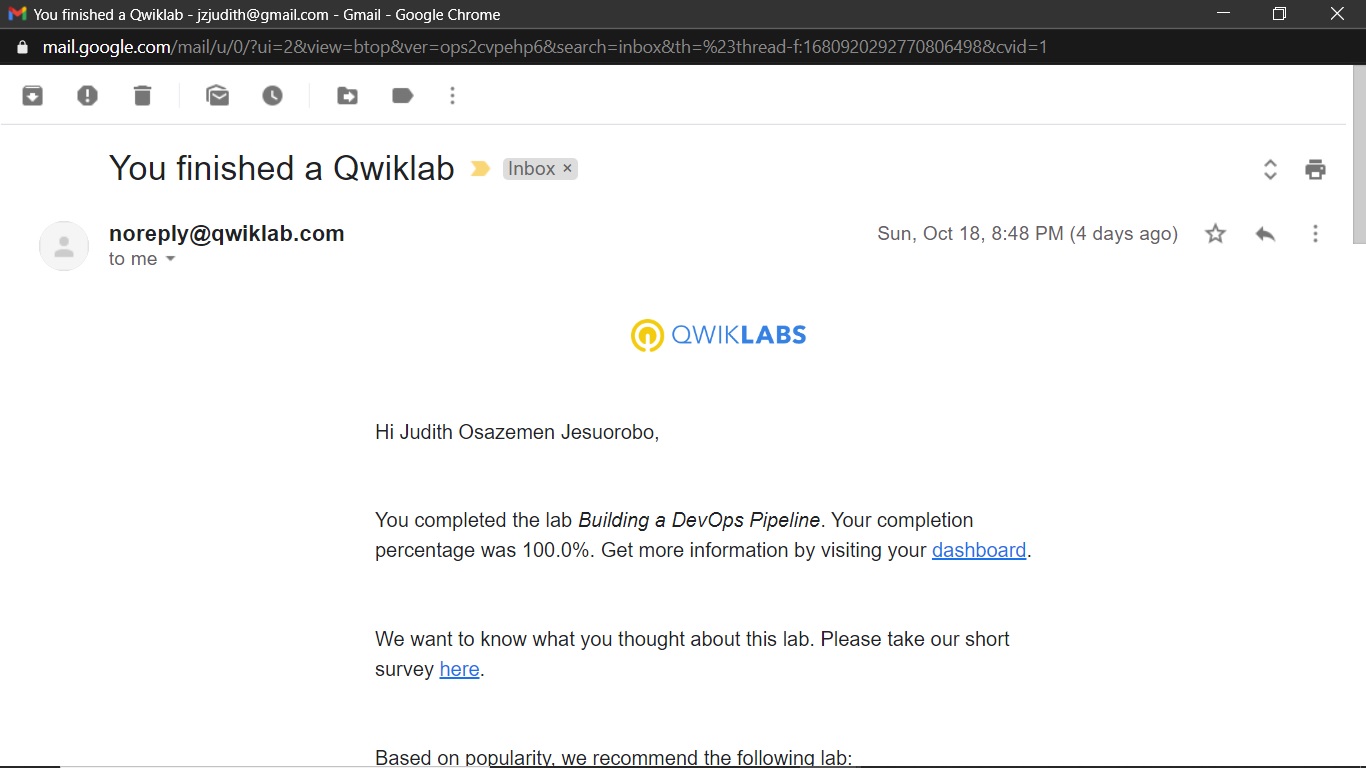 You finished a Qwiklab - jzjudith@gmail.com - Gmail - Google Chrome
mail.google.com/mail/u/0/?ui=2&view=btop&ver=ops2cvpehp6&search=inbox&th=%23thread-f:1680920292770806498&cvid=1
You finished a Qwiklab Inbox ×
noreply@qwiklab.com Sun, Oct 18, 8:48 PM (4 days ago)
to me
QWIKLABS
Hi Judith Osazemen Jesuorobo,
You completed the lab Building a DevOps Pipeline. Your completion
percentage was 100.0%. Get more information by visiting your dashboard.
We want to know what you thought about this lab. Please take our short
survey here.
Based on popularity, we recommend the following lab: